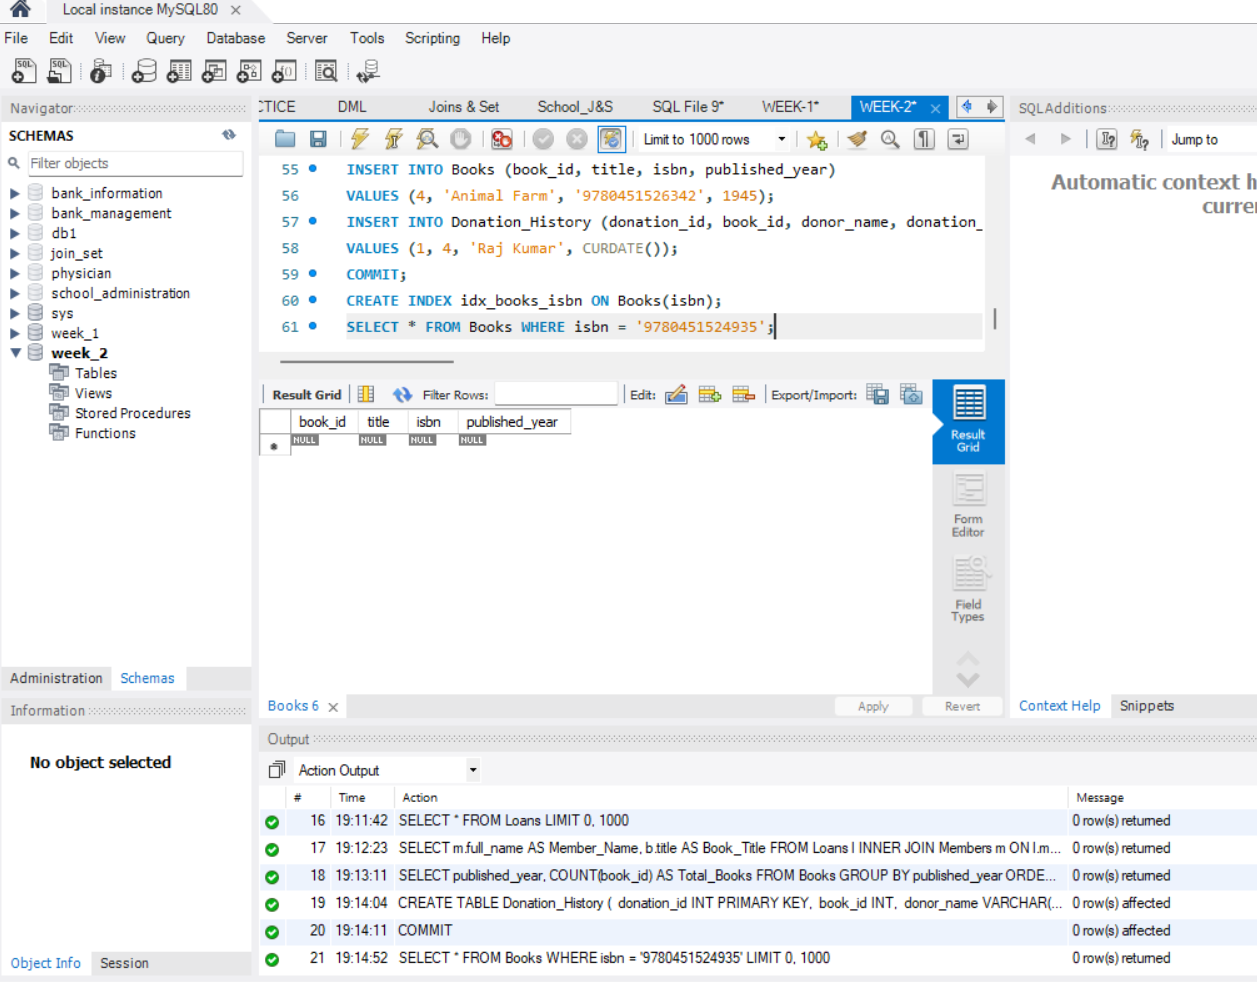 Local instance MySQL80 ×
File Edit View Query Database Server Tools Scripting Help
Navigator
SCHEMAS
Filter objects
bank_information
bank_management
db1
join_set
physician
school_administration
sys
week_1
week_2
Tables
Views
Stored Procedures
Functions
Administration Schemas
Information
No object selected
Object Info Session
CTICE DML Joins & Set School_J&S SQL File 9* WEEK-1* WEEK-2* ×
Limit to 1000 rows
55 INSERT INTO Books (book_id, title, isbn, published_year)
56 VALUES (4, 'Animal Farm', '9780451526342', 1945);
57 INSERT INTO Donation_History (donation_id, book_id, donor_name, donation_
58 VALUES (1, 4, 'Raj Kumar', CURDATE());
59 COMMIT;
60 CREATE INDEX idx_books_isbn ON Books(isbn);
61 SELECT * FROM Books WHERE isbn = '9780451524935';
Result Grid Filter Rows: Edit: Export/Import:
book_id title isbn published_year
* NULL NULL NULL NULL
Result
Grid
Form
Editor
Field
Types
Books 6 × Apply Revert
SQLAdditions
Jump to
Automatic context h
curre
Context Help Snippets
Output
Action Output
# Time Action Message
16 19:11:42 SELECT * FROM Loans LIMIT 0, 1000 0 row(s) returned
17 19:12:23 SELECT m.full_name AS Member_Name, b.title AS Book_Title FROM Loans l INNER JOIN Members m ON l.m... 0 row(s) returned
18 19:13:11 SELECT published_year, COUNT(book_id) AS Total_Books FROM Books GROUP BY published_year ORDE... 0 row(s) returned
19 19:14:04 CREATE TABLE Donation_History ( donation_id INT PRIMARY KEY, book_id INT, donor_name VARCHAR(... 0 row(s) affected
20 19:14:11 COMMIT 0 row(s) affected
21 19:14:52 SELECT * FROM Books WHERE isbn = '9780451524935' LIMIT 0, 1000 0 row(s) returned